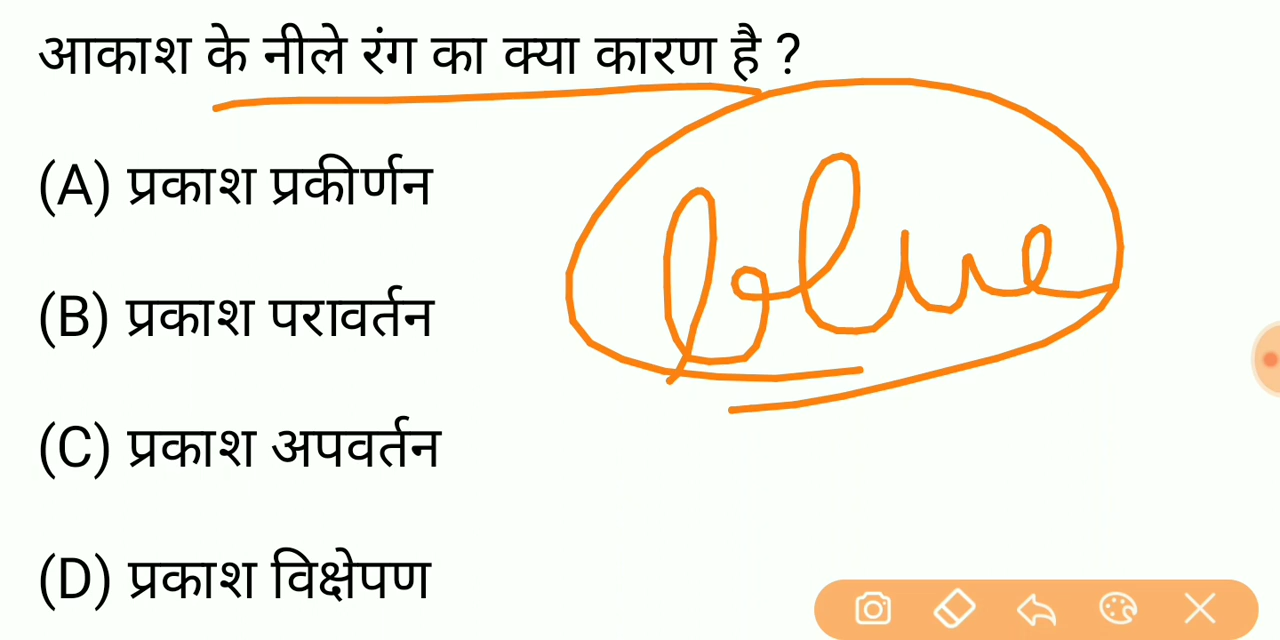 आकाश के नीले रंग का क्या कारण है ?
(A) प्रकाश प्रकीर्णन
blue
(B) प्रकाश परावर्तन
(C) प्रकाश अपवर्तन
(D) प्रकाश विक्षेपण